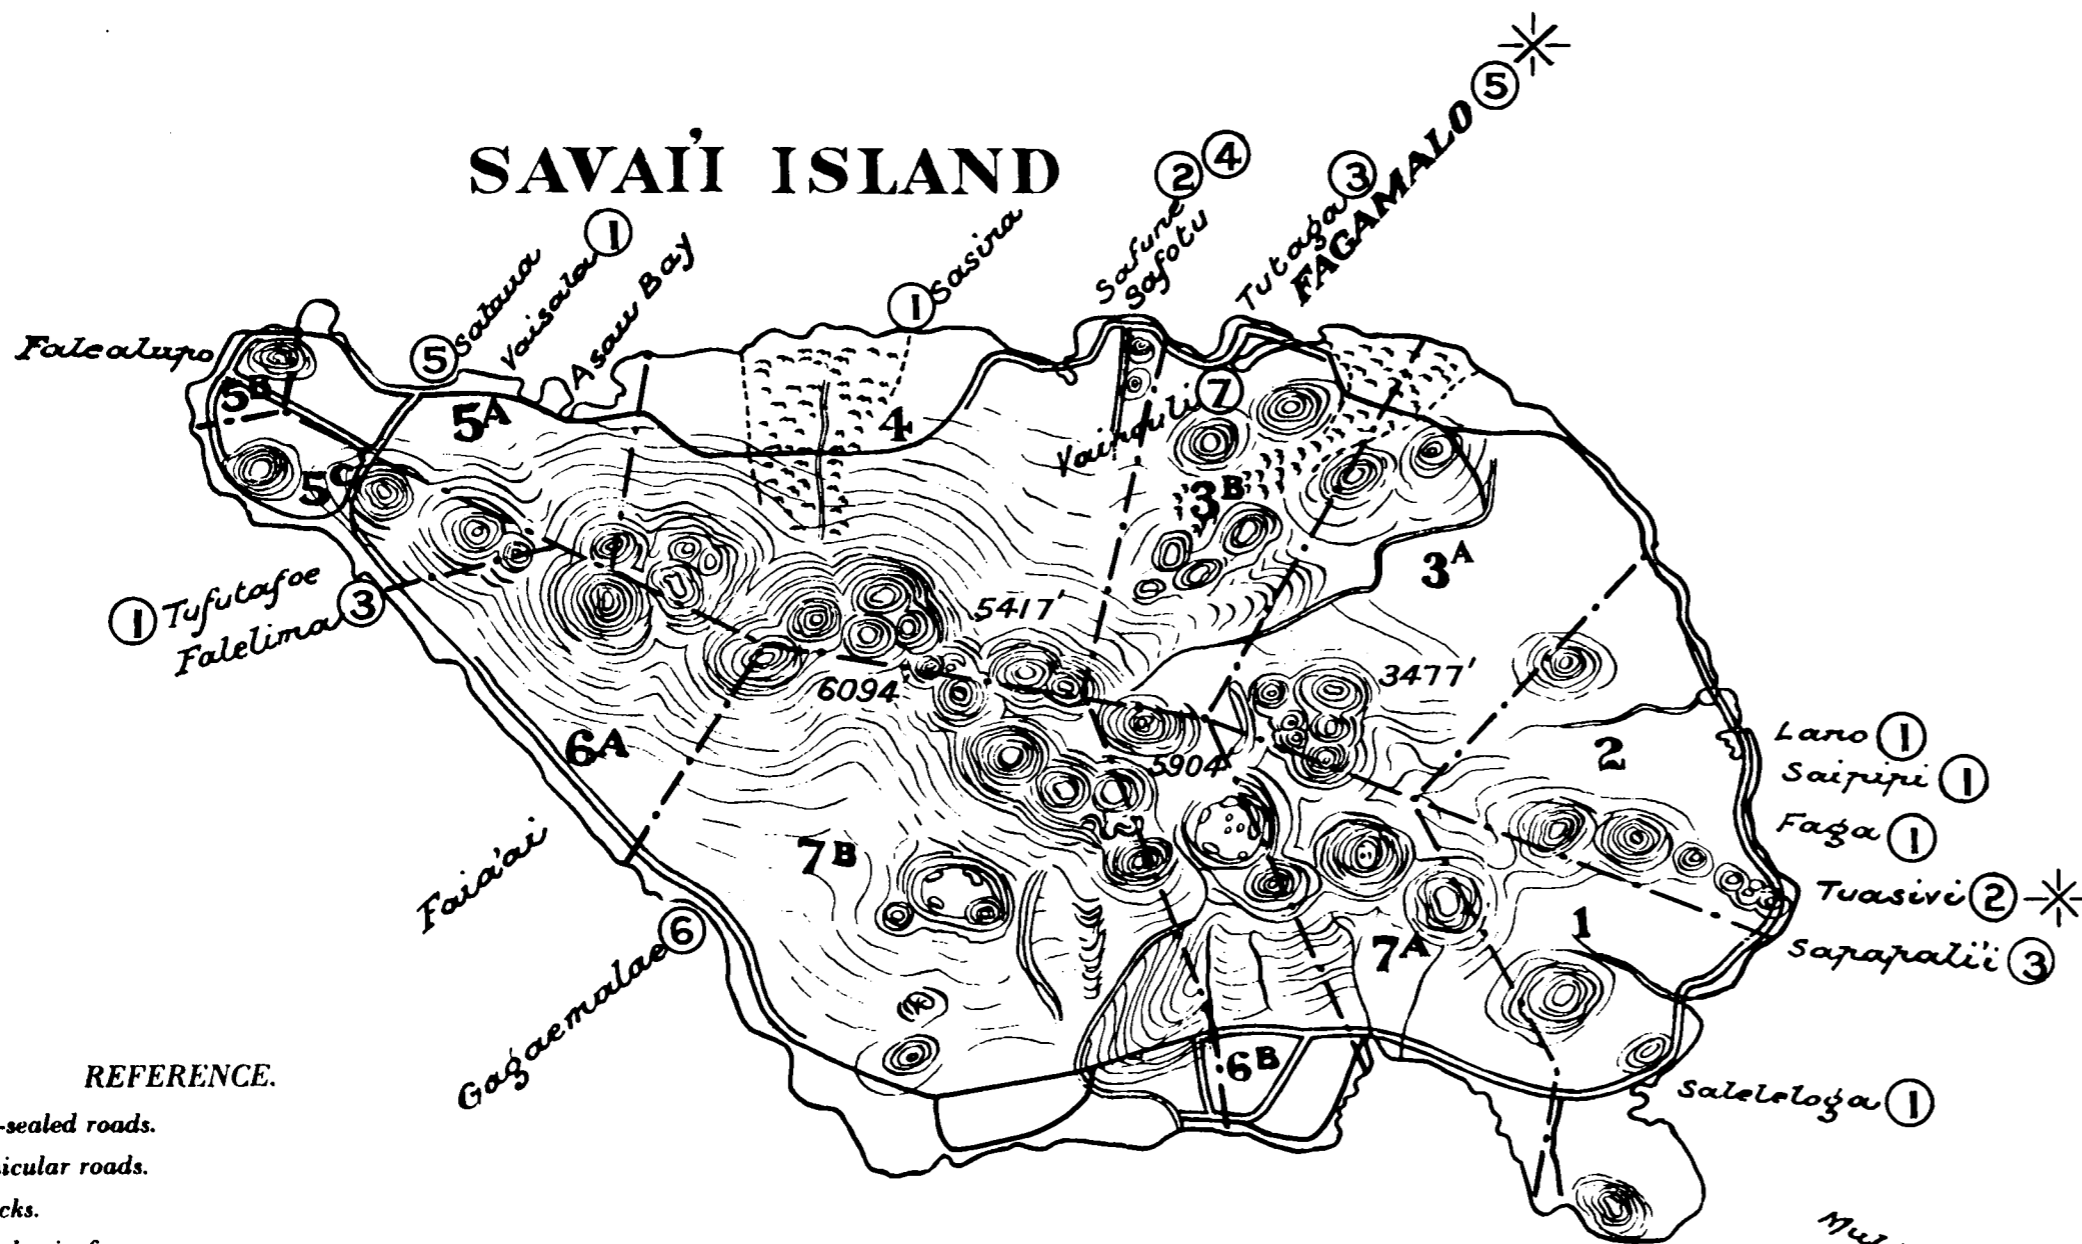 SAVAI'I ISLAND
FAGAMALO 5
Tutaga 3
2 4
Safune
Safotu
1 Sasina
Asau Bay
Vaisala 1
5 Sataua
Falealupo
5B
5A
5C
4
Vaipouli 7
3B
3A
1 Tufutafoe
Falelima 3
5417'
6094
3477'
5904
2
6A
7B
7A
1
6B
Lano 1
Saipipi 1
Faga 1
Tuasivi 2
Sapapali'i 3
Saleleloga 1
Faia'ai
Gagaemalae 6
REFERENCE.
-sealed roads.
icular roads.
cks.
Mul